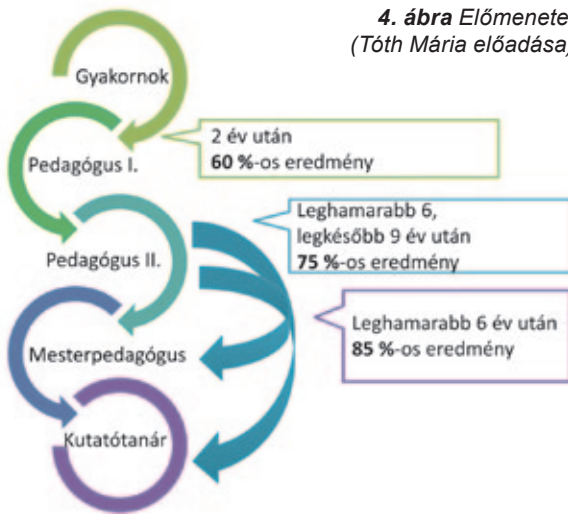 4. ábra Előmenete
(Tóth Mária előadása)
Gyakornok
2 év után
60 %-os eredmény
Pedagógus I.
Leghamarabb 6,
legkésőbb 9 év után
75 %-os eredmény
Pedagógus II.
Leghamarabb 6 év után
85 %-os eredmény
Mesterpedagógus
Kutatótanár